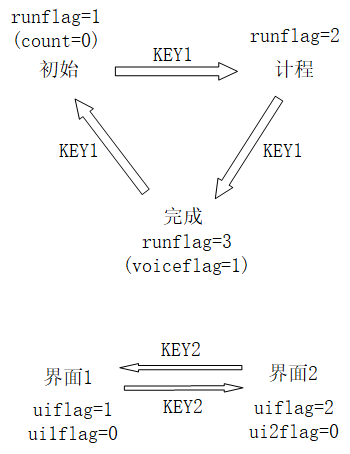 runflag=1
(count=0)
初始
KEY1
runflag=2
计程
KEY1
KEY1
完成
runflag=3
(voiceflag=1)
界面1
uiflag=1
ui1flag=0
KEY2
KEY2
界面2
uiflag=2
ui2flag=0